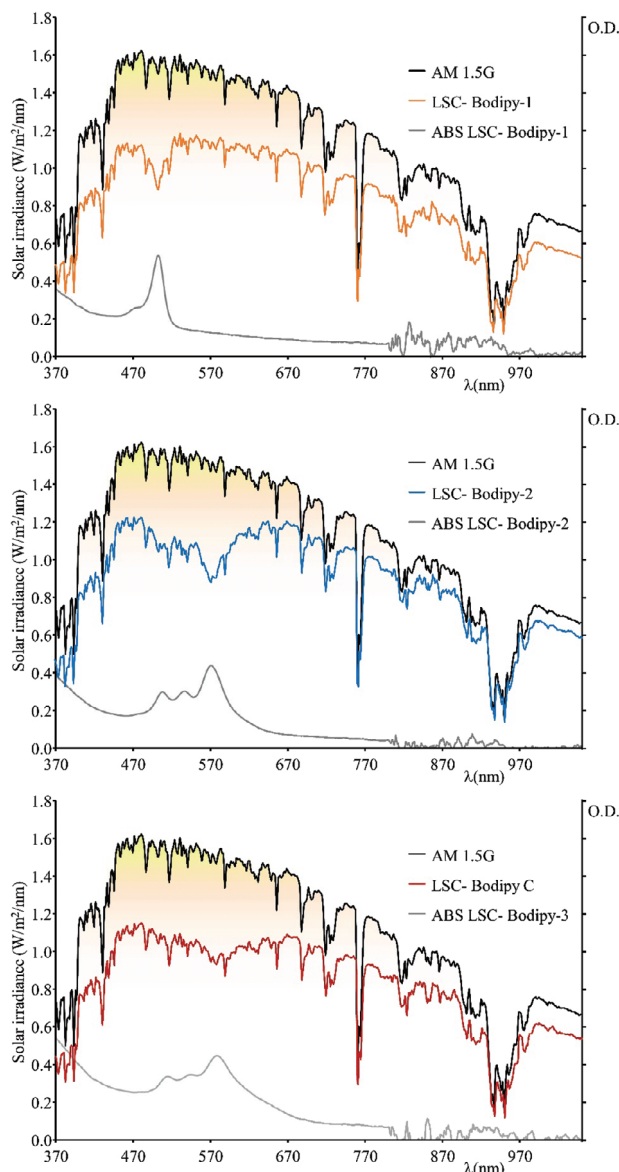 1.8
1.6
1.4
1.2
1.0
0.8
0.6
0.4
0.2
0.0
Solar irradiance (W/m²/nm)
O.D.
AM 1.5G
LSC- Bodipy-1
ABS LSC- Bodipy-1
370 470 570 670 770 870 970
λ(nm)
1.8
1.6
1.4
1.2
1.0
0.8
0.6
0.4
0.2
0.0
Solar irradiance (W/m²/nm)
O.D.
AM 1.5G
LSC- Bodipy-2
ABS LSC- Bodipy-2
370 470 570 670 770 870 970
λ(nm)
1.8
1.6
1.4
1.2
1.0
0.8
0.6
0.4
0.2
0.0
Solar irradiance (W/m²/nm)
O.D.
AM 1.5G
LSC- Bodipy C
ABS LSC- Bodipy-3
370 470 570 670 770 870 970
λ(nm)